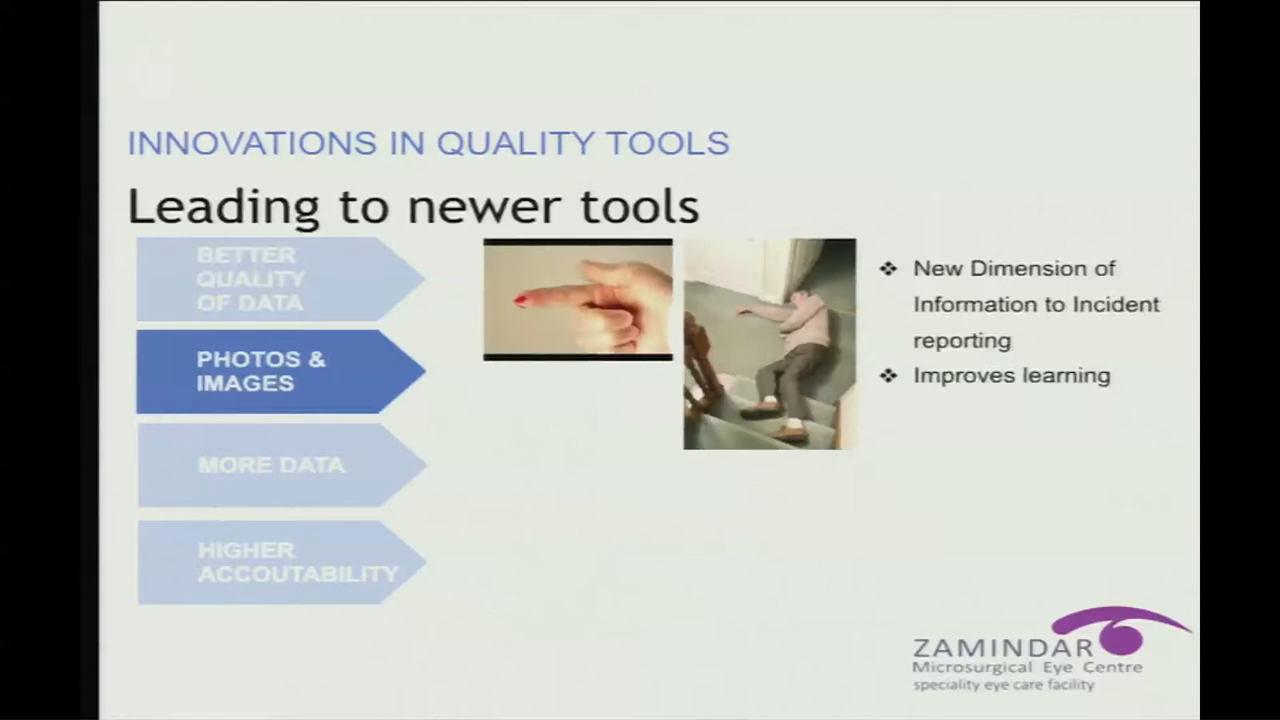 INNOVATIONS IN QUALITY TOOLS
Leading to newer tools
BETTER
QUALITY
OF DATA
PHOTOS &
IMAGES
MORE DATA
HIGHER
ACCOUTABILITY
❖ New Dimension of
Information to Incident
reporting
❖ Improves learning
ZAMINDAR
Microsurgical Eye Centre
speciality eye care facility